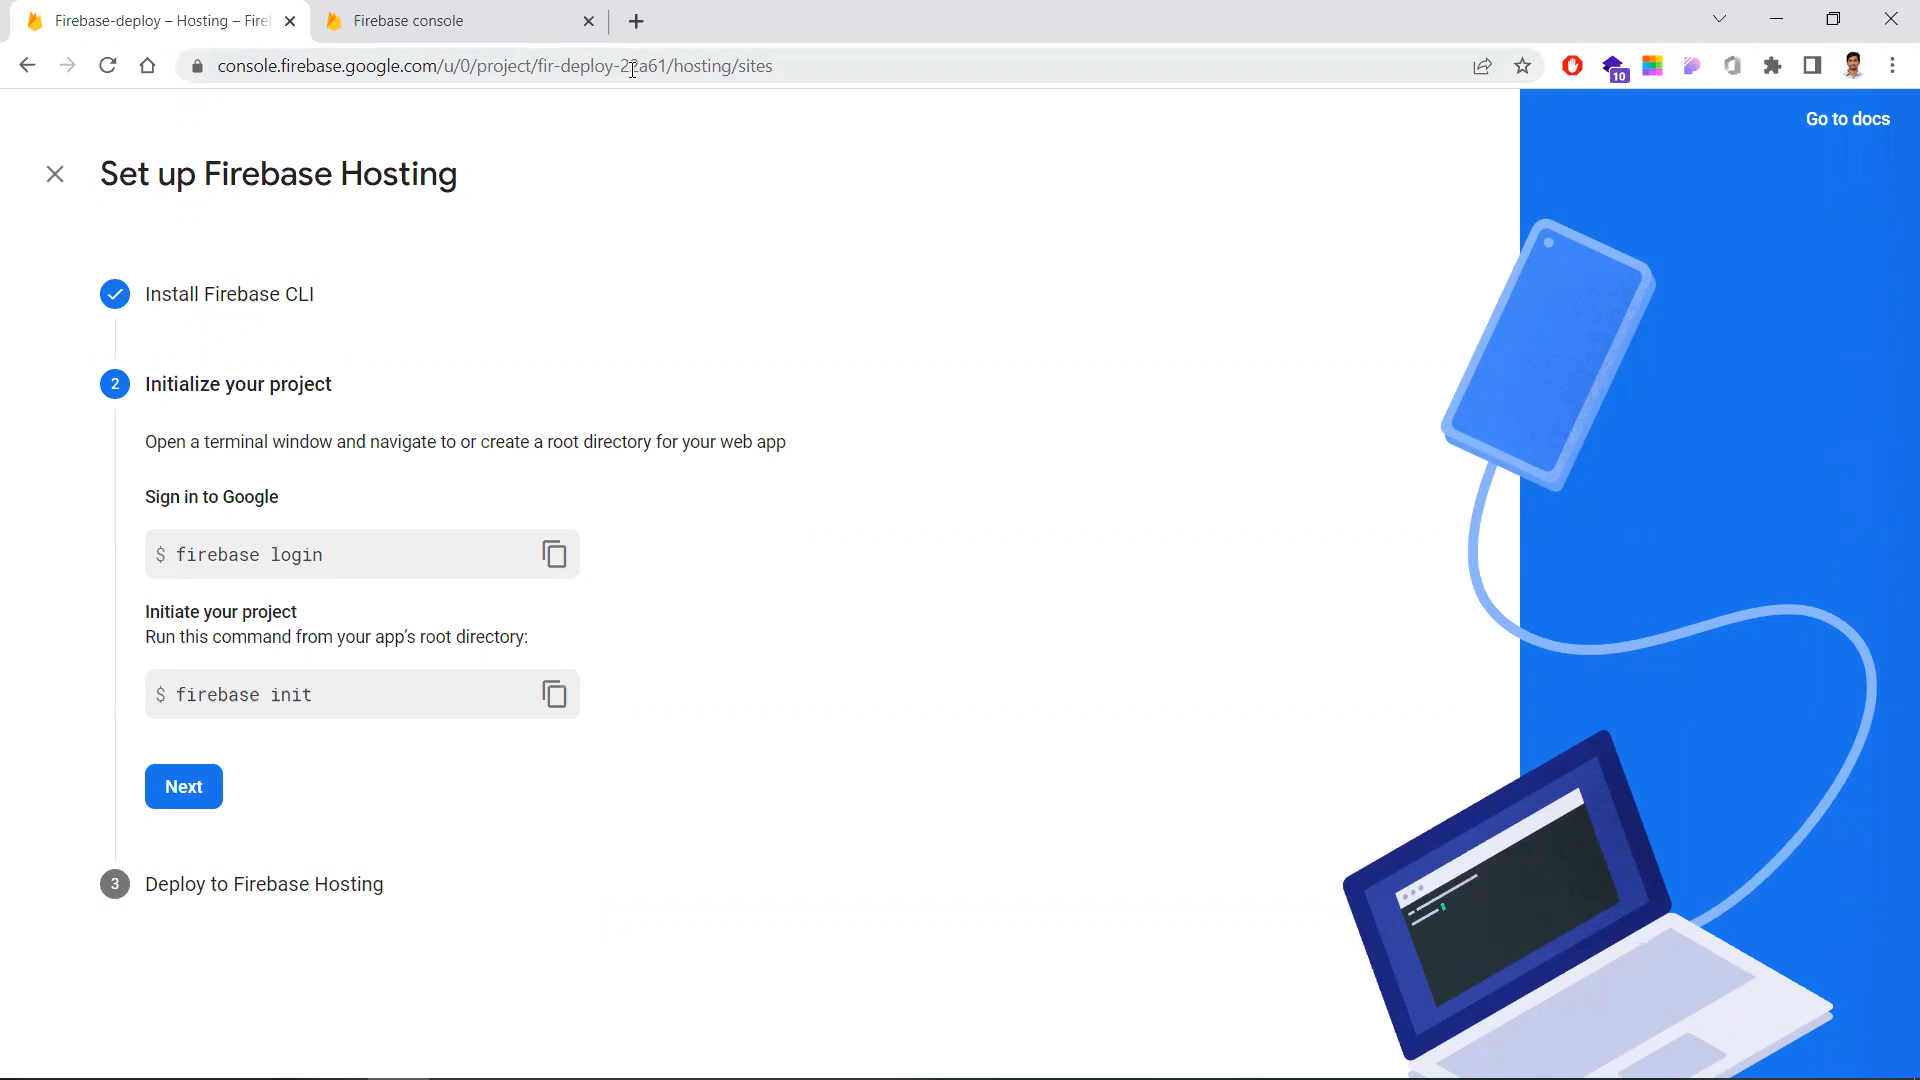 Firebase-deploy – Hosting – Fire
Firebase console
console.firebase.google.com/u/0/project/fir-deploy-22a61/hosting/sites
10
Go to docs
Set up Firebase Hosting
Install Firebase CLI
2 Initialize your project
Open a terminal window and navigate to or create a root directory for your web app
Sign in to Google
$ firebase login
Initiate your project
Run this command from your app's root directory:
$ firebase init
Next
3 Deploy to Firebase Hosting